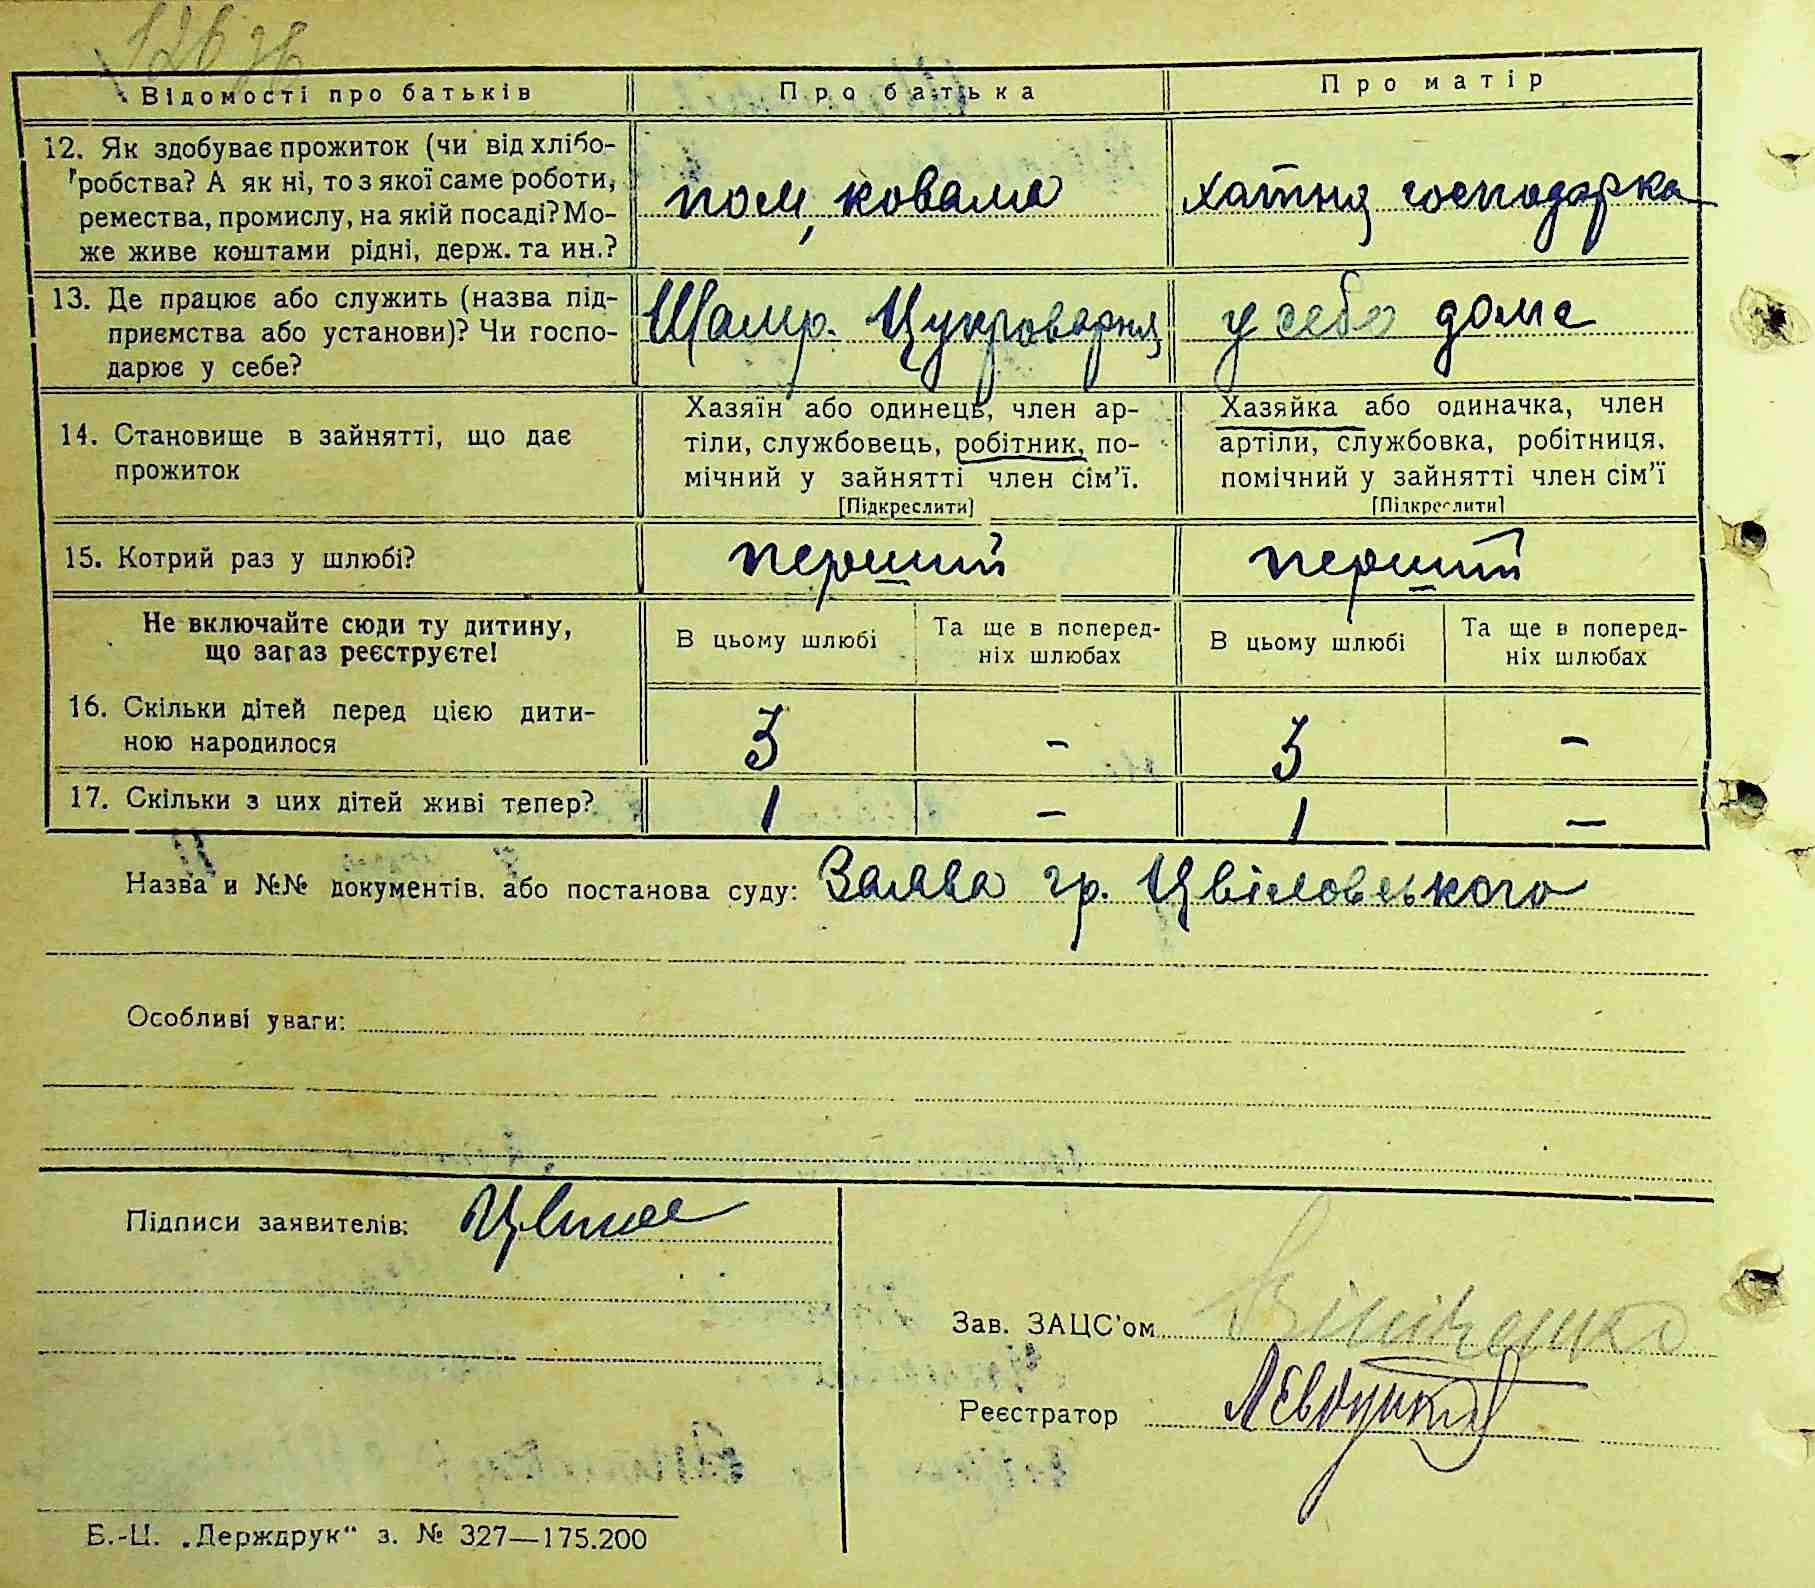 Відомості про батьків Про батька Про матір
12. Як здобуває прожиток (чи від хлібо-
робства? А як ні, то з якої саме роботи,
ремества, промислу, на якій посаді? Мо-
же живе коштами рідні, держ. та ин.?
пом, коваля хатня господарка
13. Де працює або служить (назва під-
приємства або установи)? Чи госпо-
дарює у себе?
Шамр. Цукроварня у себе дома
14. Становище в зайнятті, що дає
прожиток
Хазяїн або одинець, член ар-
тіли, службовець, робітник, по-
мічний у зайнятті член сім'ї.
[Підкреслити]
Хазяйка або одиначка, член
артіли, службовка, робітниця,
помічний у зайнятті член сім'ї
[Підкреслити]
15. Котрий раз у шлюбі? перший перший
Не включайте сюди ту дитину,
що зараз реєструєте!
В цьому шлюбі
Та ще в поперед-
ніх шлюбах
В цьому шлюбі
Та ще в поперед-
ніх шлюбах
16. Скільки дітей перед цією дити-
ною народилося
3 - 3 -
17. Скільки з цих дітей живі тепер? 1 - 1 -
Назва и №№ документів. або постанова суду: Заява гр. Цвіловського
Особливі уваги:
Підписи заявителів:
Зав. ЗАЦС'ом
Реєстратор
Б.-Ц. „Держдрук“ з. № 327—175.200